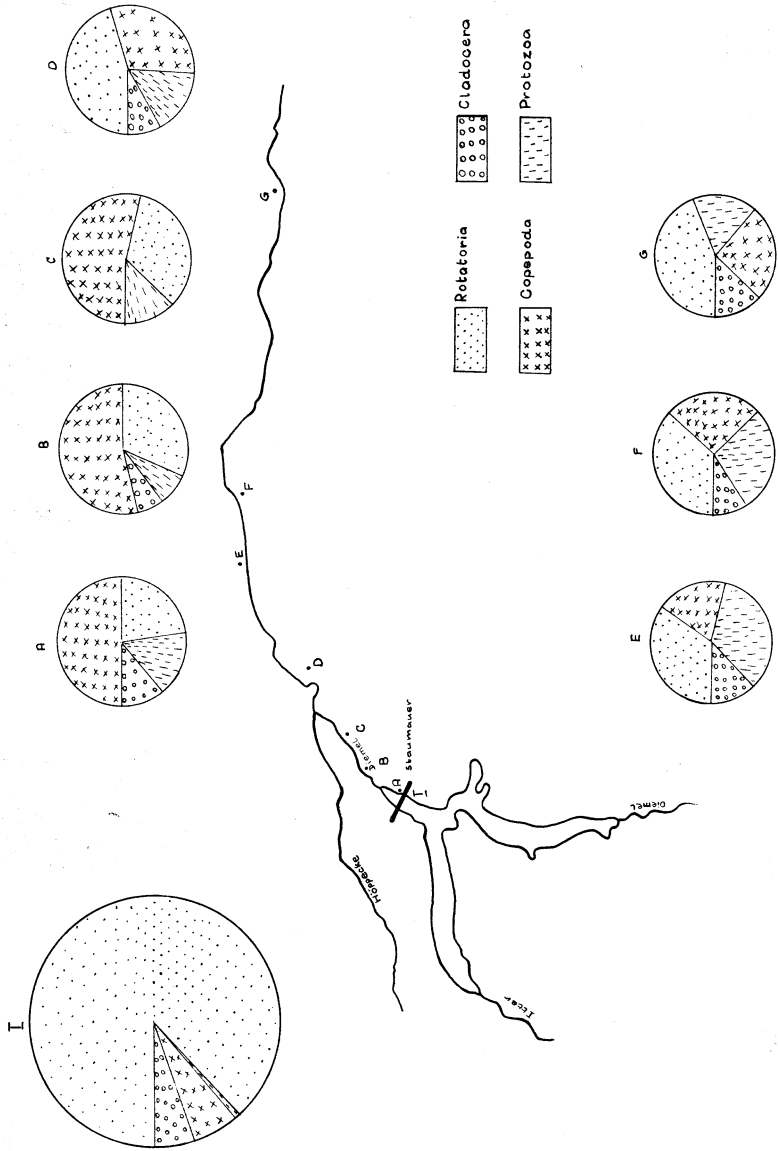 I
A
B
C
D
G
F
E
D
C
Diemel
B
A
I
Staumauer
Hoppecke
Itter
Diemel
Rotatoria
Cladocera
Copepoda
Protozoa
E
F
G